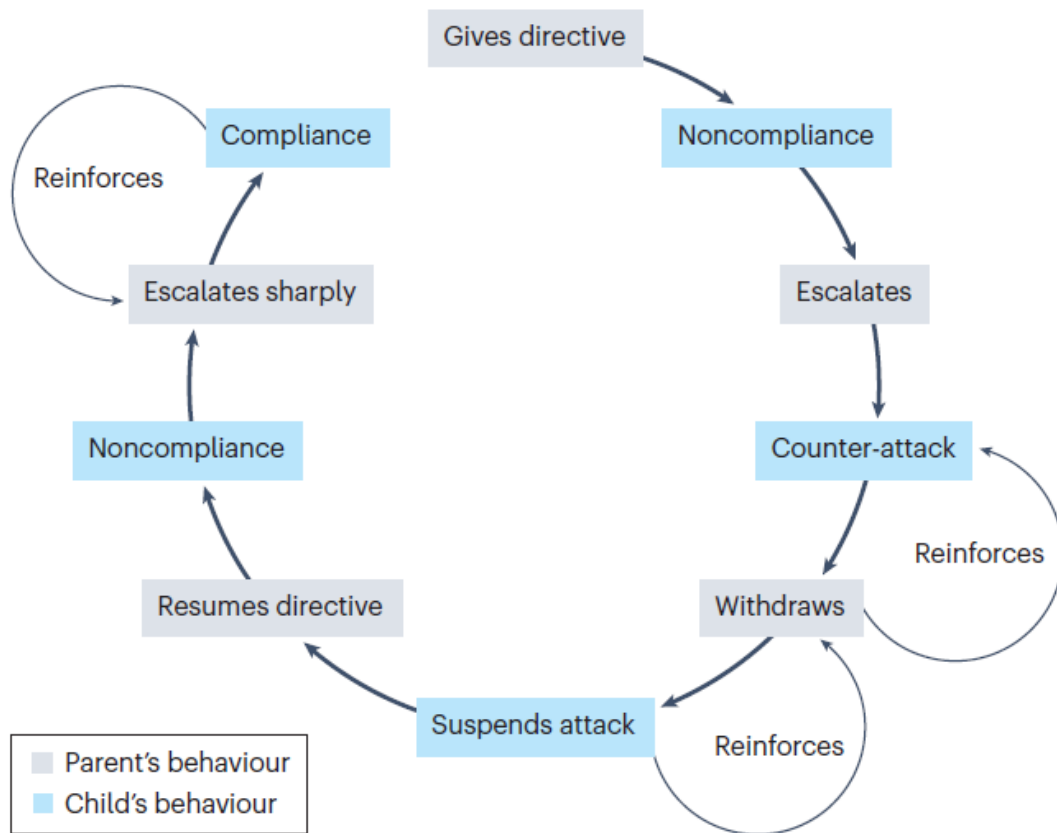 Gives directive
Noncompliance
Escalates
Counter-attack
Reinforces
Withdraws
Reinforces
Suspends attack
Resumes directive
Noncompliance
Escalates sharply
Reinforces
Compliance
Parent's behaviour
Child's behaviour